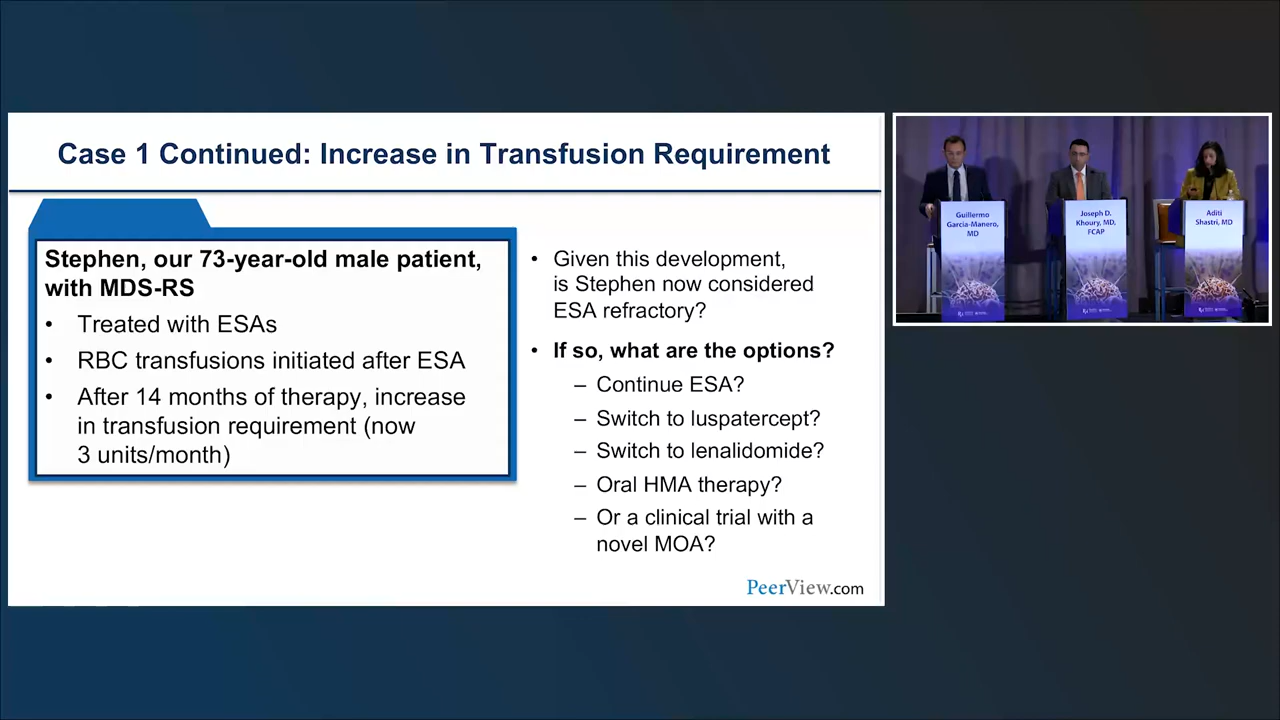 Case 1 Continued: Increase in Transfusion Requirement
Stephen, our 73-year-old male patient,
with MDS-RS
• Treated with ESAs
• RBC transfusions initiated after ESA
• After 14 months of therapy, increase
in transfusion requirement (now
3 units/month)
• Given this development,
is Stephen now considered
ESA refractory?
• If so, what are the options?
– Continue ESA?
– Switch to luspatercept?
– Switch to lenalidomide?
– Oral HMA therapy?
– Or a clinical trial with a
novel MOA?
PeerView.com
Guillermo
Garcia-Manero,
MD
Joseph D.
Khoury, MD,
FCAP
Aditi
Shastri, MD